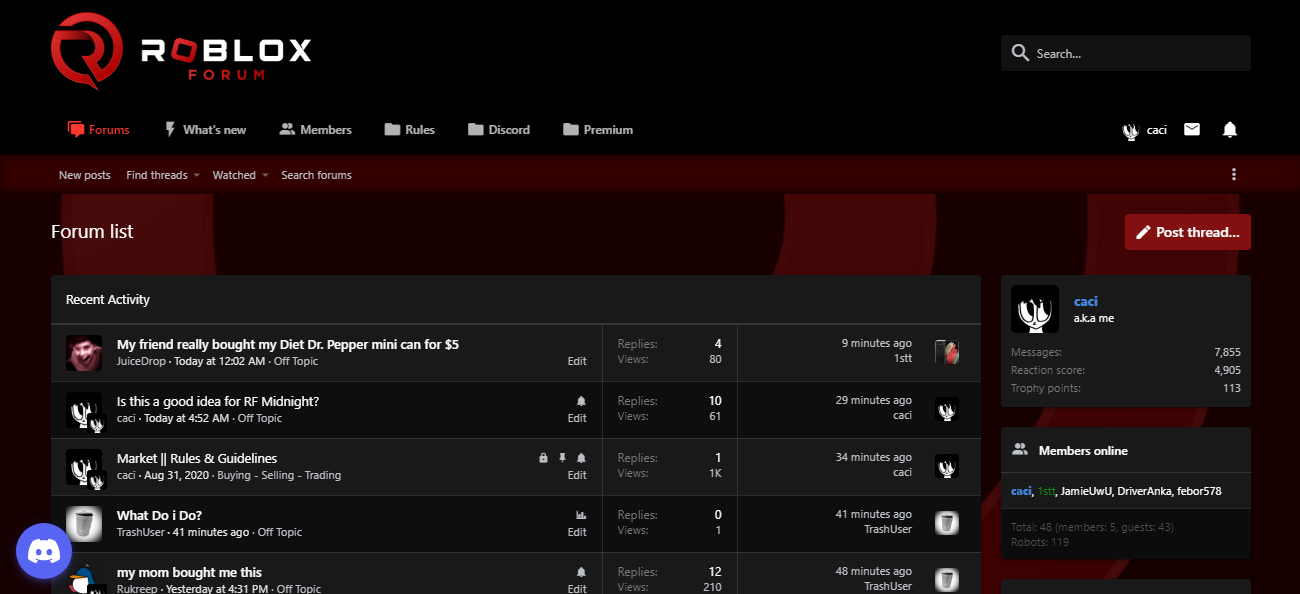 ROBLOX
FORUM
Search...
Forums What's new Members Rules Discord Premium
caci
New posts Find threads Watched Search forums
Forum list
Post thread...
Recent Activity
My friend really bought my Diet Dr. Pepper mini can for $5
JuiceDrop · Today at 12:02 AM · Off Topic
Edit
Replies: 4
Views: 80
9 minutes ago
1stt
Is this a good idea for RF Midnight?
caci · Today at 4:52 AM · Off Topic
Edit
Replies: 10
Views: 61
29 minutes ago
caci
Market || Rules & Guidelines
caci · Aug 31, 2020 · Buying - Selling - Trading
Edit
Replies: 1
Views: 1K
34 minutes ago
caci
What Do i Do?
TrashUser · 41 minutes ago · Off Topic
Edit
Replies: 0
Views: 1
41 minutes ago
TrashUser
my mom bought me this
Rukreep · Yesterday at 4:31 PM · Off Topic
Edit
Replies: 12
Views: 210
48 minutes ago
TrashUser
caci
a.k.a me
Messages: 7,855
Reaction score: 4,905
Trophy points: 113
Members online
caci, 1stt, JamieUwU, DriverAnka, febor578
Total: 48 (members: 5, guests: 43)
Robots: 119